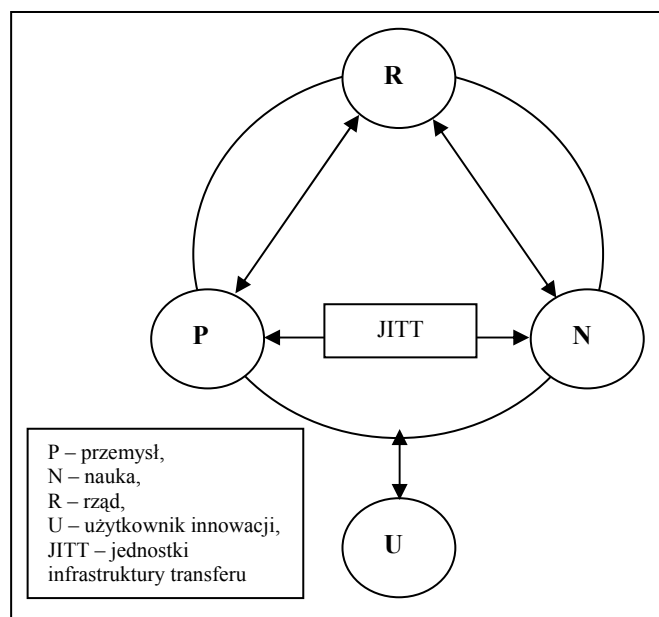 R
P
JITT
N
P – przemysł,
N – nauka,
R – rząd,
U – użytkownik innowacji,
JITT – jednostki
infrastruktury transferu
U